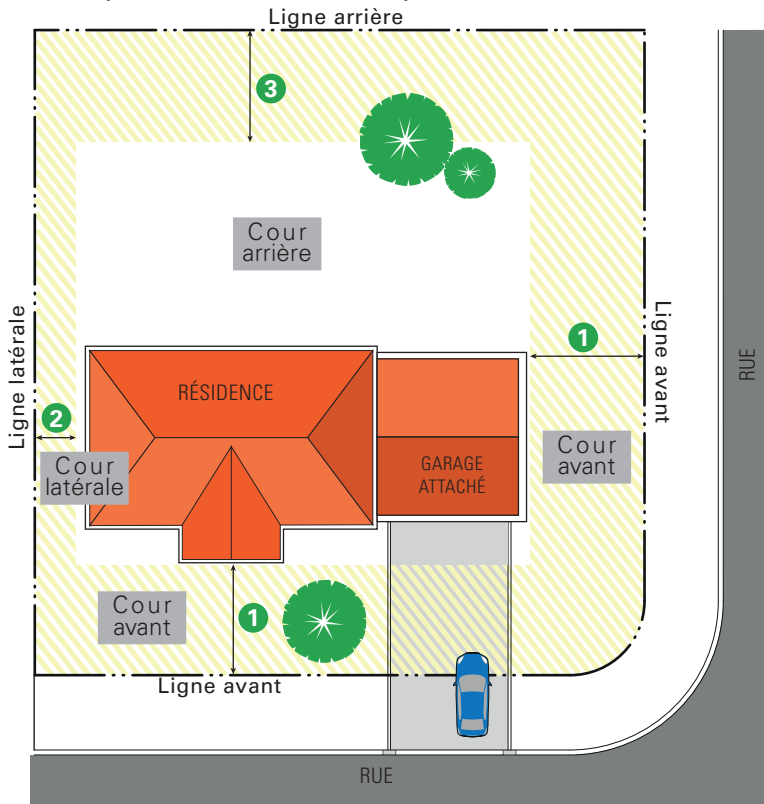 Ligne arrière
3
Cour
arrière
Ligne latérale
Ligne avant
1
RUE
RÉSIDENCE
2
Cour
latérale
GARAGE
ATTACHÉ
Cour
avant
Cour
avant
1
Ligne avant
RUE